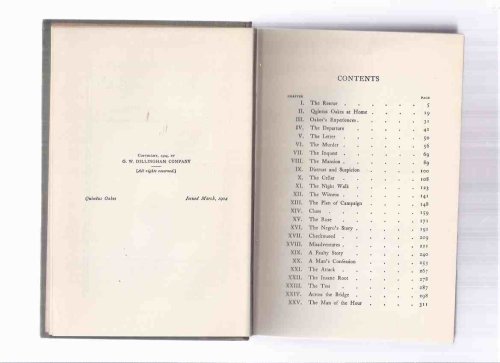 Copyright, 1904, by
G. W. DILLINGHAM COMPANY
[All rights reserved]
Quintus Oakes Issued March, 1904
CONTENTS
CHAPTER PAGE
I. The Rescue 5
II. Quintus Oakes at Home 19
III. Oakes's Experiences 31
IV. The Departure 41
V. The Letter 50
VI. The Murder 56
VII. The Inquest 69
VIII. The Mansion 89
IX. Distrust and Suspicion 100
X. The Cellar 108
XI. The Night Walk 123
XII. The Witness 141
XIII. The Plan of Campaign 148
XIV. Clues 159
XV. The Rose 171
XVI. The Negro's Story 191
XVII. Checkmated 209
XVIII. Misadventures 221
XIX. A Faulty Story 240
XX. A Man's Confession 253
XXI. The Attack 267
XXII. The Insane Root 278
XXIII. The Test 287
XXIV. Across the Bridge 298
XXV. The Man of the Hour 311